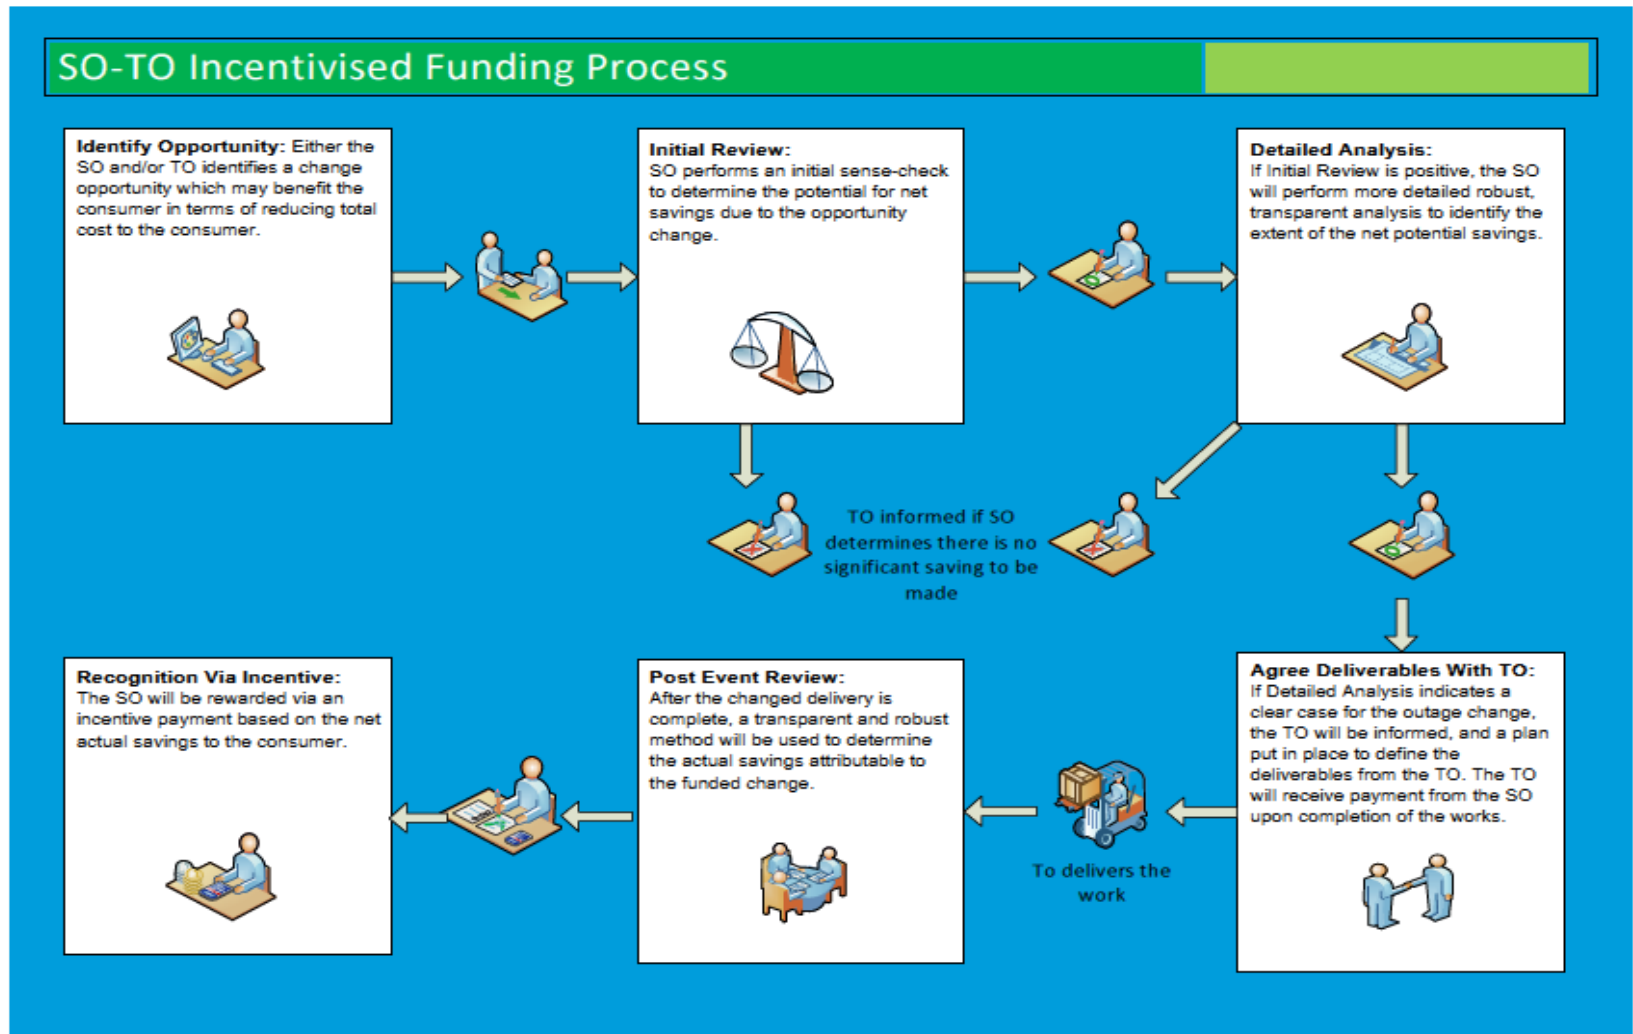 SO-TO Incentivised Funding Process
Identify Opportunity: Either the
SO and/or TO identifies a change
opportunity which may benefit the
consumer in terms of reducing total
cost to the consumer.
Initial Review:
SO performs an initial sense-check
to determine the potential for net
savings due to the opportunity
change.
Detailed Analysis:
If Initial Review is positive, the SO
will perform more detailed robust,
transparent analysis to identify the
extent of the net potential savings.
TO informed if SO
determines there is no
significant saving to be
made
Recognition Via Incentive:
The SO will be rewarded via an
incentive payment based on the net
actual savings to the consumer.
Post Event Review:
After the changed delivery is
complete, a transparent and robust
method will be used to determine
the actual savings attributable to
the funded change.
To delivers the
work
Agree Deliverables With TO:
If Detailed Analysis indicates a
clear case for the outage change,
the TO will be informed, and a plan
put in place to define the
deliverables from the TO. The TO
will receive payment from the SO
upon completion of the works.